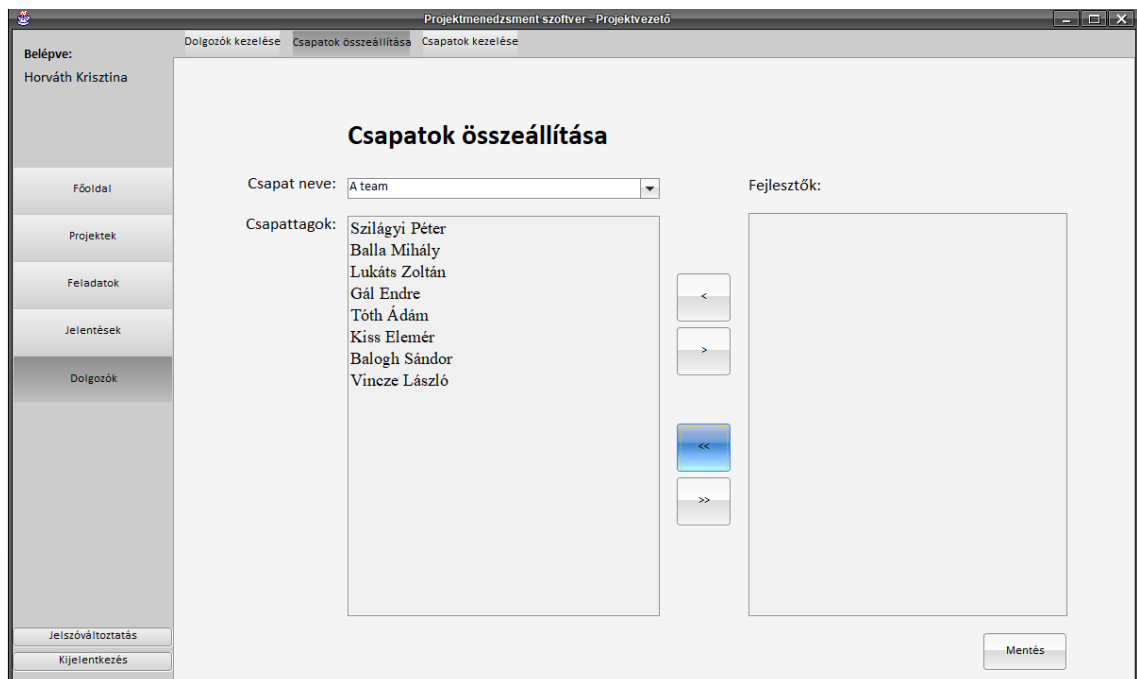 Projektmenedzsment szoftver - Projektvezető
Belépve:
Horváth Krisztina
Dolgozók kezelése Csapatok összeállítása Csapatok kezelése
Csapatok összeállítása
Csapat neve: A team
Fejlesztők:
Csapattagok:
Szilágyi Péter
Balla Mihály
Lukáts Zoltán
Gál Endre
Tóth Ádám
Kiss Elemér
Balogh Sándor
Vincze László
<
>
<<
>>
Főoldal
Projektek
Feladatok
Jelentések
Dolgozók
Jelszóváltoztatás
Kijelentkezés
Mentés